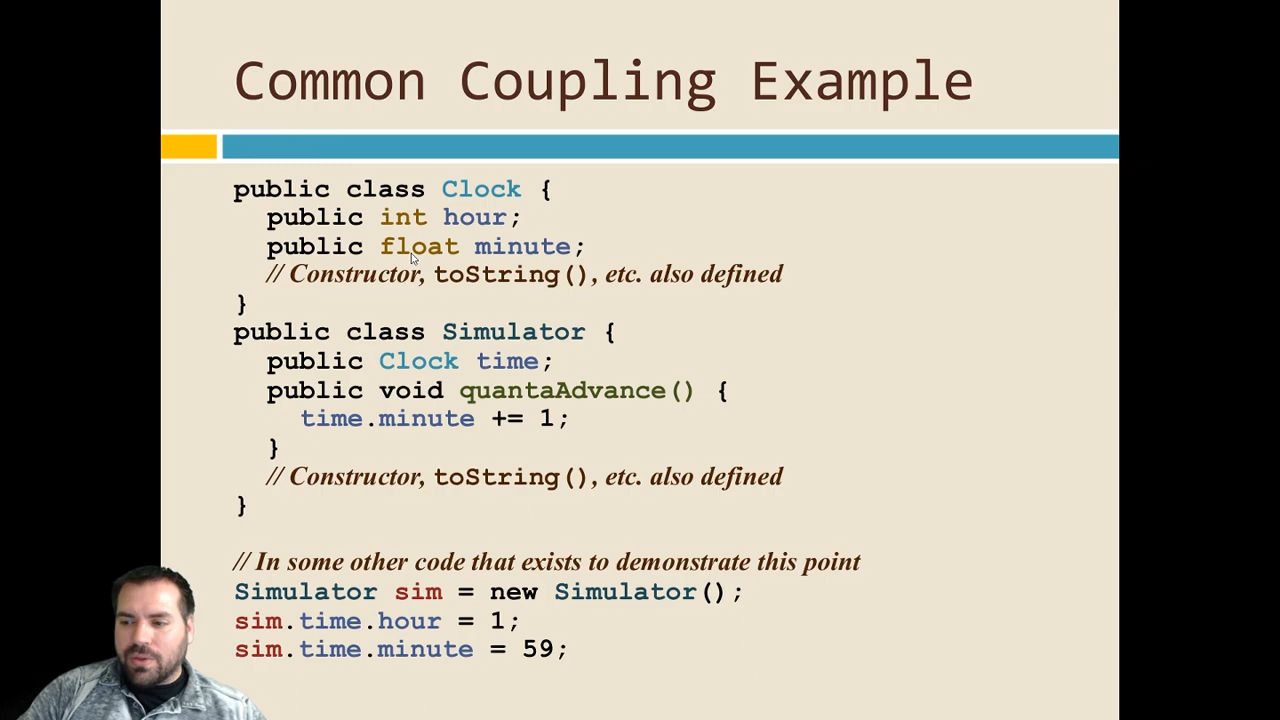 Common Coupling Example
public class Clock {
public int hour;
public float minute;
// Constructor, toString(), etc. also defined
}
public class Simulator {
public Clock time;
public void quantaAdvance() {
time.minute += 1;
}
// Constructor, toString(), etc. also defined
}
// In some other code that exists to demonstrate this point
Simulator sim = new Simulator();
sim.time.hour = 1;
sim.time.minute = 59;